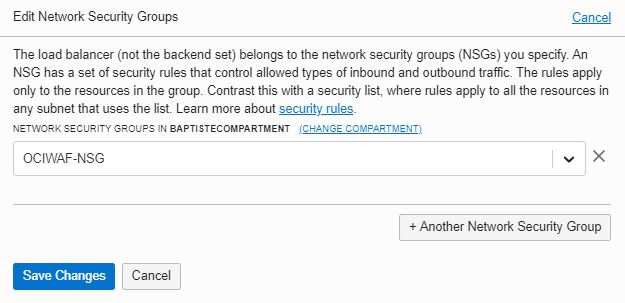 Edit Network Security Groups
Cancel
The load balancer (not the backend set) belongs to the network security groups (NSGs) you specify. An
NSG has a set of security rules that control allowed types of inbound and outbound traffic. The rules apply
only to the resources in the group. Contrast this with a security list, where rules apply to all the resources in
any subnet that uses the list. Learn more about security rules.
NETWORK SECURITY GROUPS IN BAPTISTECOMPARTMENT (CHANGE COMPARTMENT)
OCIWAF-NSG
+ Another Network Security Group
Save Changes
Cancel